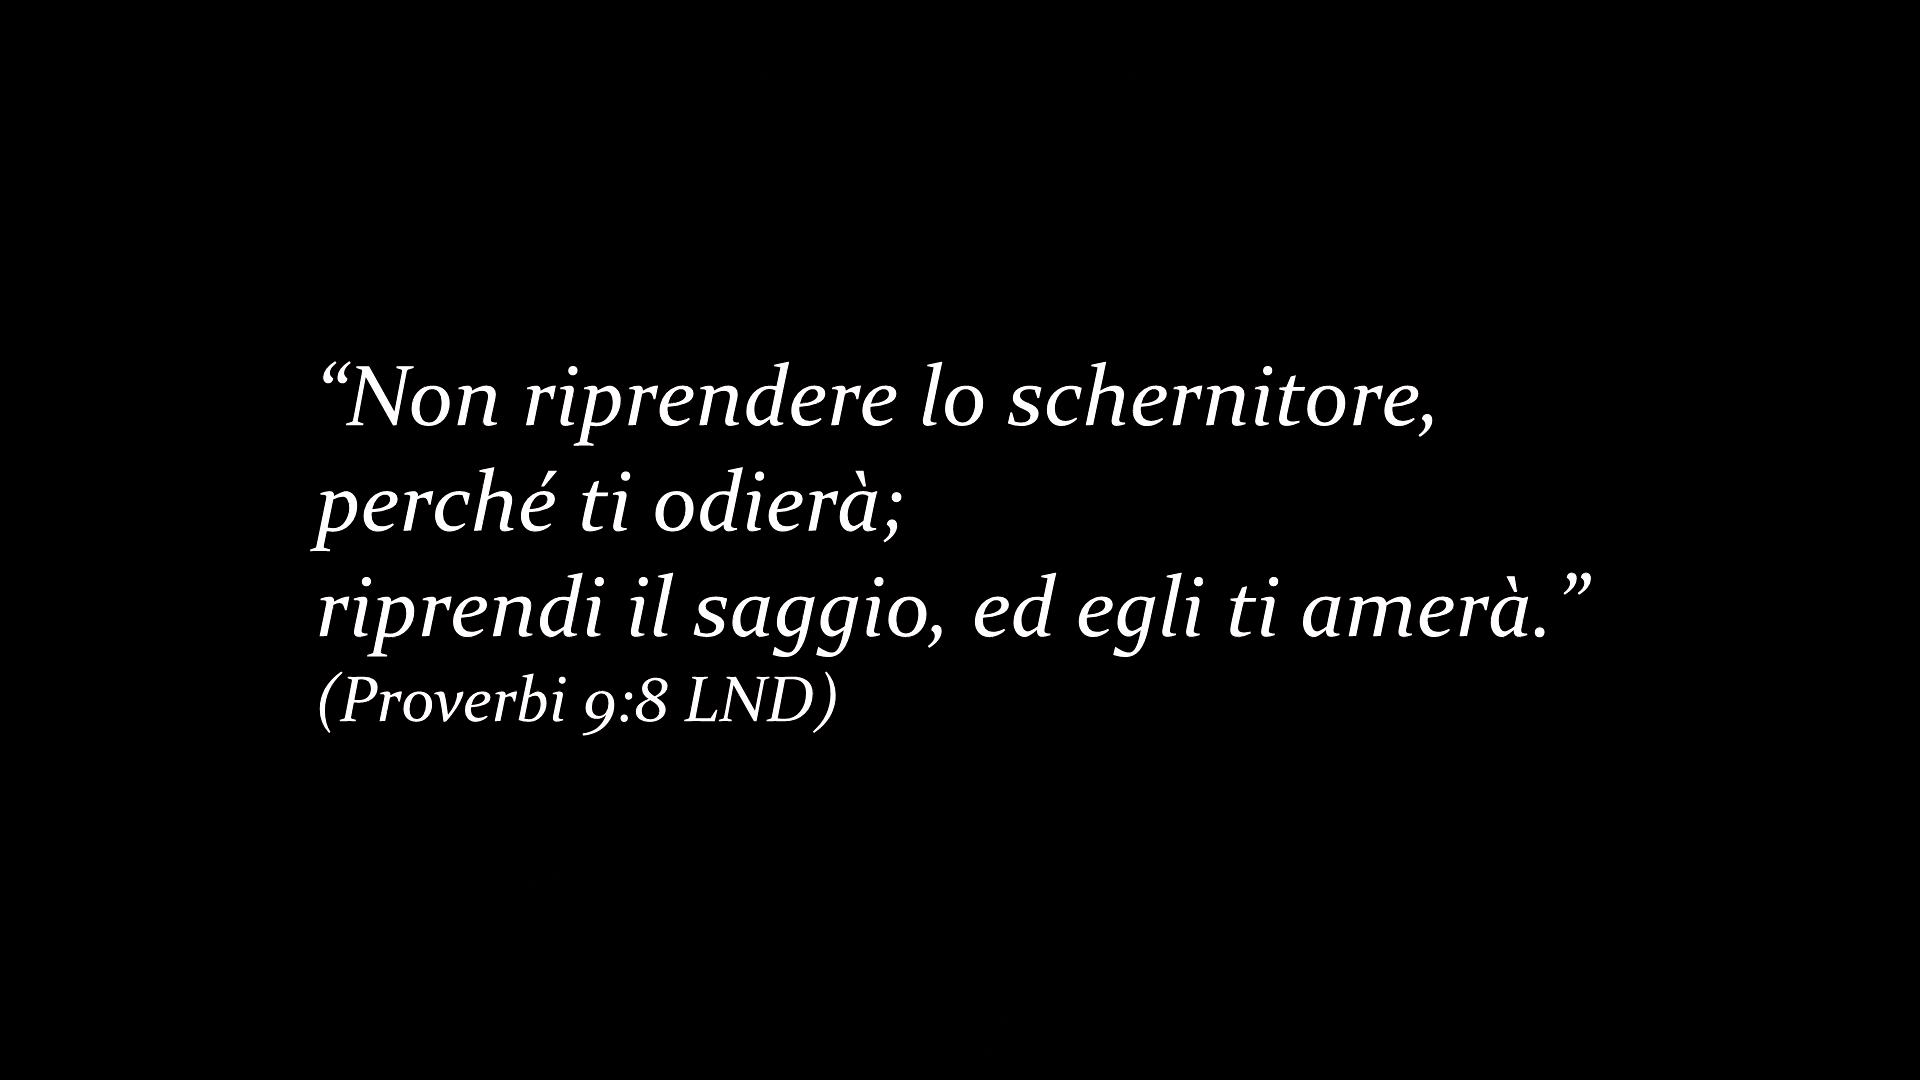 “Non riprendere lo schernitore,
perché ti odierà;
riprendi il saggio, ed egli ti amerà.”
(Proverbi 9:8 LND)